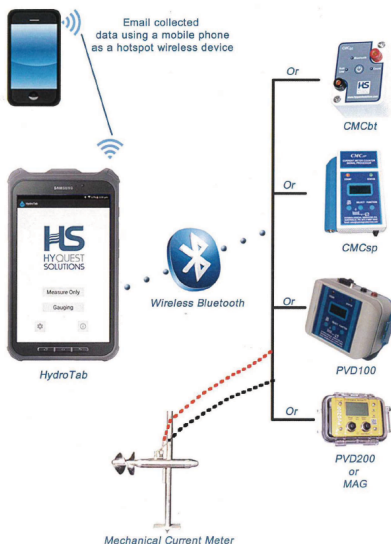 Email collected
data using a mobile phone
as a hotspot wireless device
Or
CMCbt
SAMSUNG
HS
HYQUEST
SOLUTIONS
Measure Only
Gauging
HydroTab
Wireless Bluetooth
Or
CMCsp
Or
PVD100
Or
PVD200
or
MAG
Mechanical Current Meter